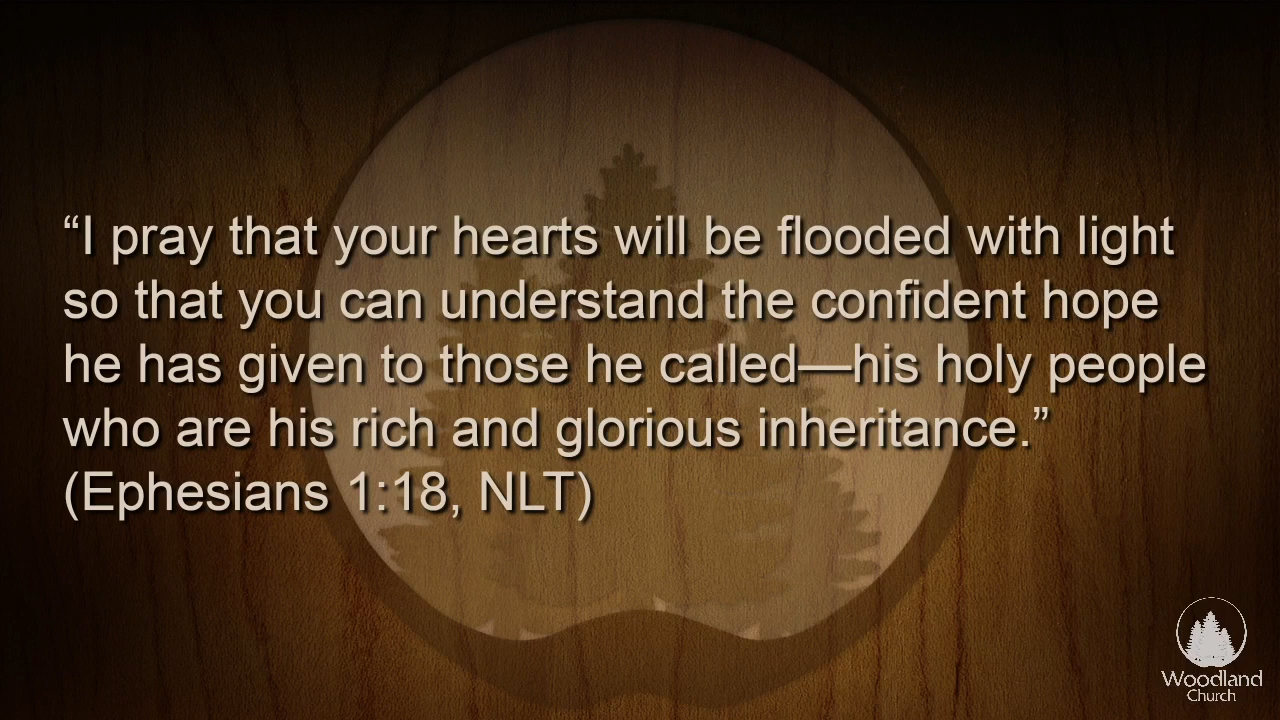 “I pray that your hearts will be flooded with light
so that you can understand the confident hope
he has given to those he called—his holy people
who are his rich and glorious inheritance.”
(Ephesians 1:18, NLT)
Woodland
Church